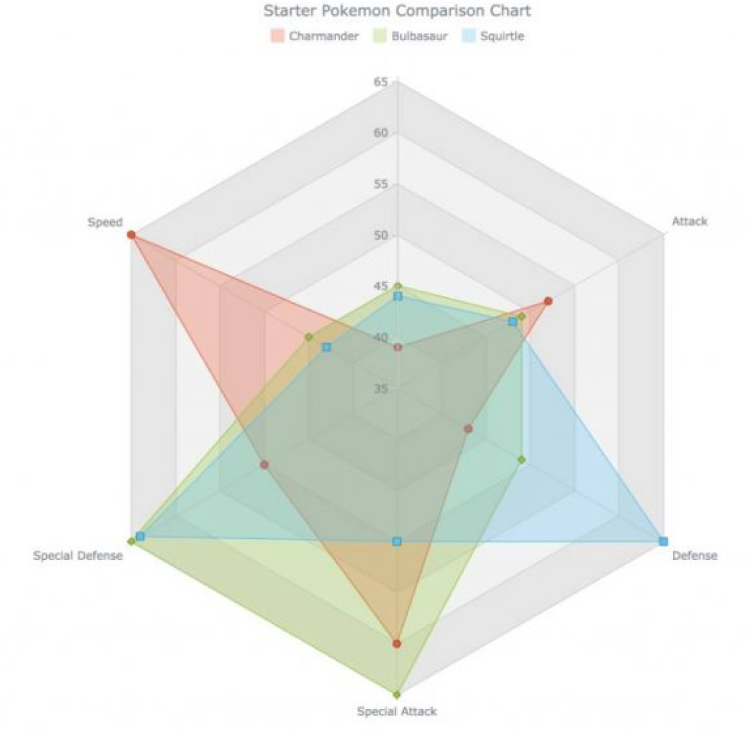 Starter Pokemon Comparison Chart
Charmander Bulbasaur Squirtle
65
60
55
50
45
40
35
Speed
Attack
Special Defense
Defense
Special Attack